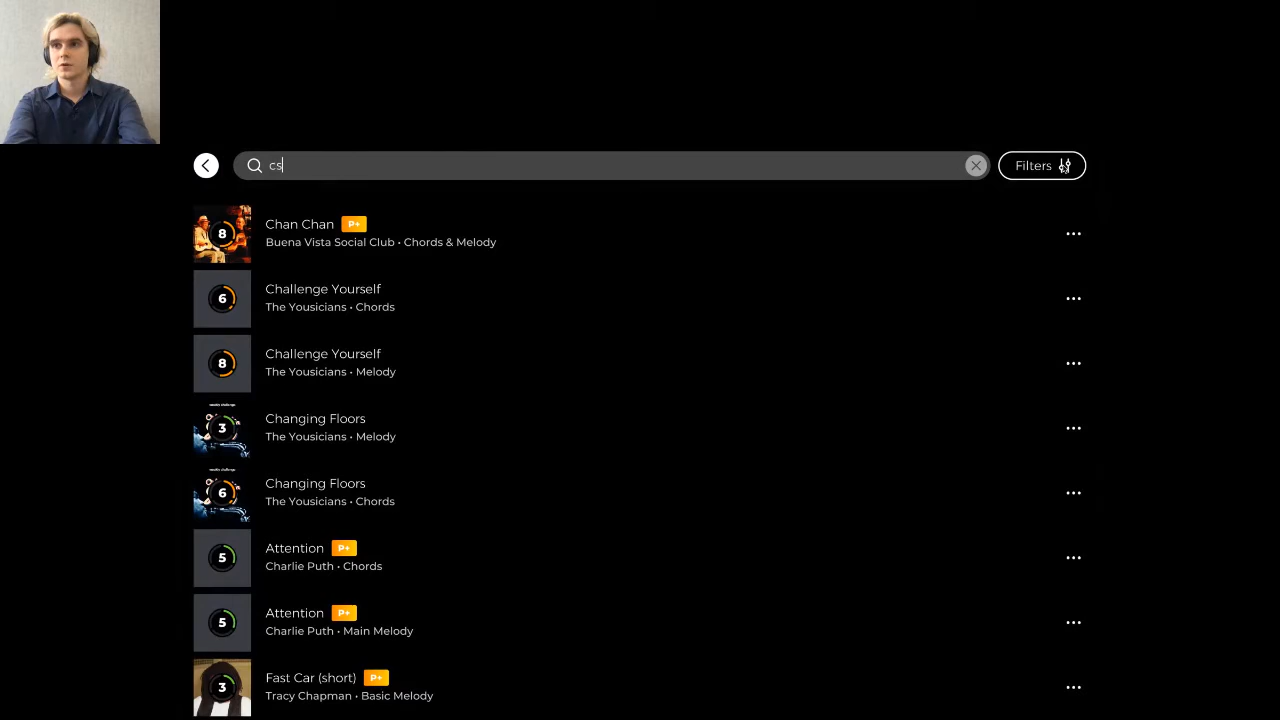 cs
Filters
8
Chan Chan P+
Buena Vista Social Club • Chords & Melody
6
Challenge Yourself
The Yousicians • Chords
8
Challenge Yourself
The Yousicians • Melody
3
Changing Floors
The Yousicians • Melody
6
Changing Floors
The Yousicians • Chords
5
Attention P+
Charlie Puth • Chords
5
Attention P+
Charlie Puth • Main Melody
3
Fast Car (short) P+
Tracy Chapman • Basic Melody